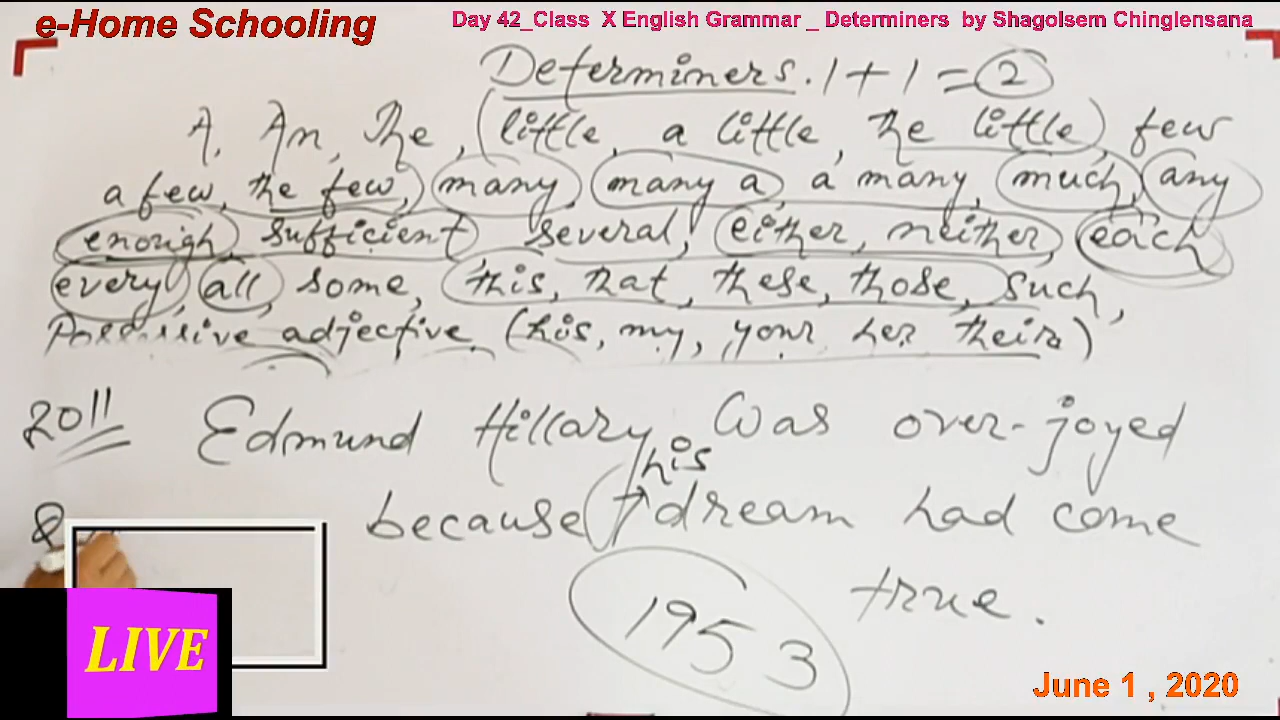 e-Home Schooling
Day 42_Class X English Grammar _ Determiners by Shagolsem Chinglensana
Determiners. 1+1=2
A, An, The, (little, a little, the little) few
a few, the few,) many, many a, a many, much, any
enough, sufficient, several, either, neither, each
every, all, some, this, that, these, those, such,
Possessive adjective (his, my, your her their)
2011 Edmund Hillary was over-joyed
his
because dream had come
true.
1953
LIVE
June 1 , 2020